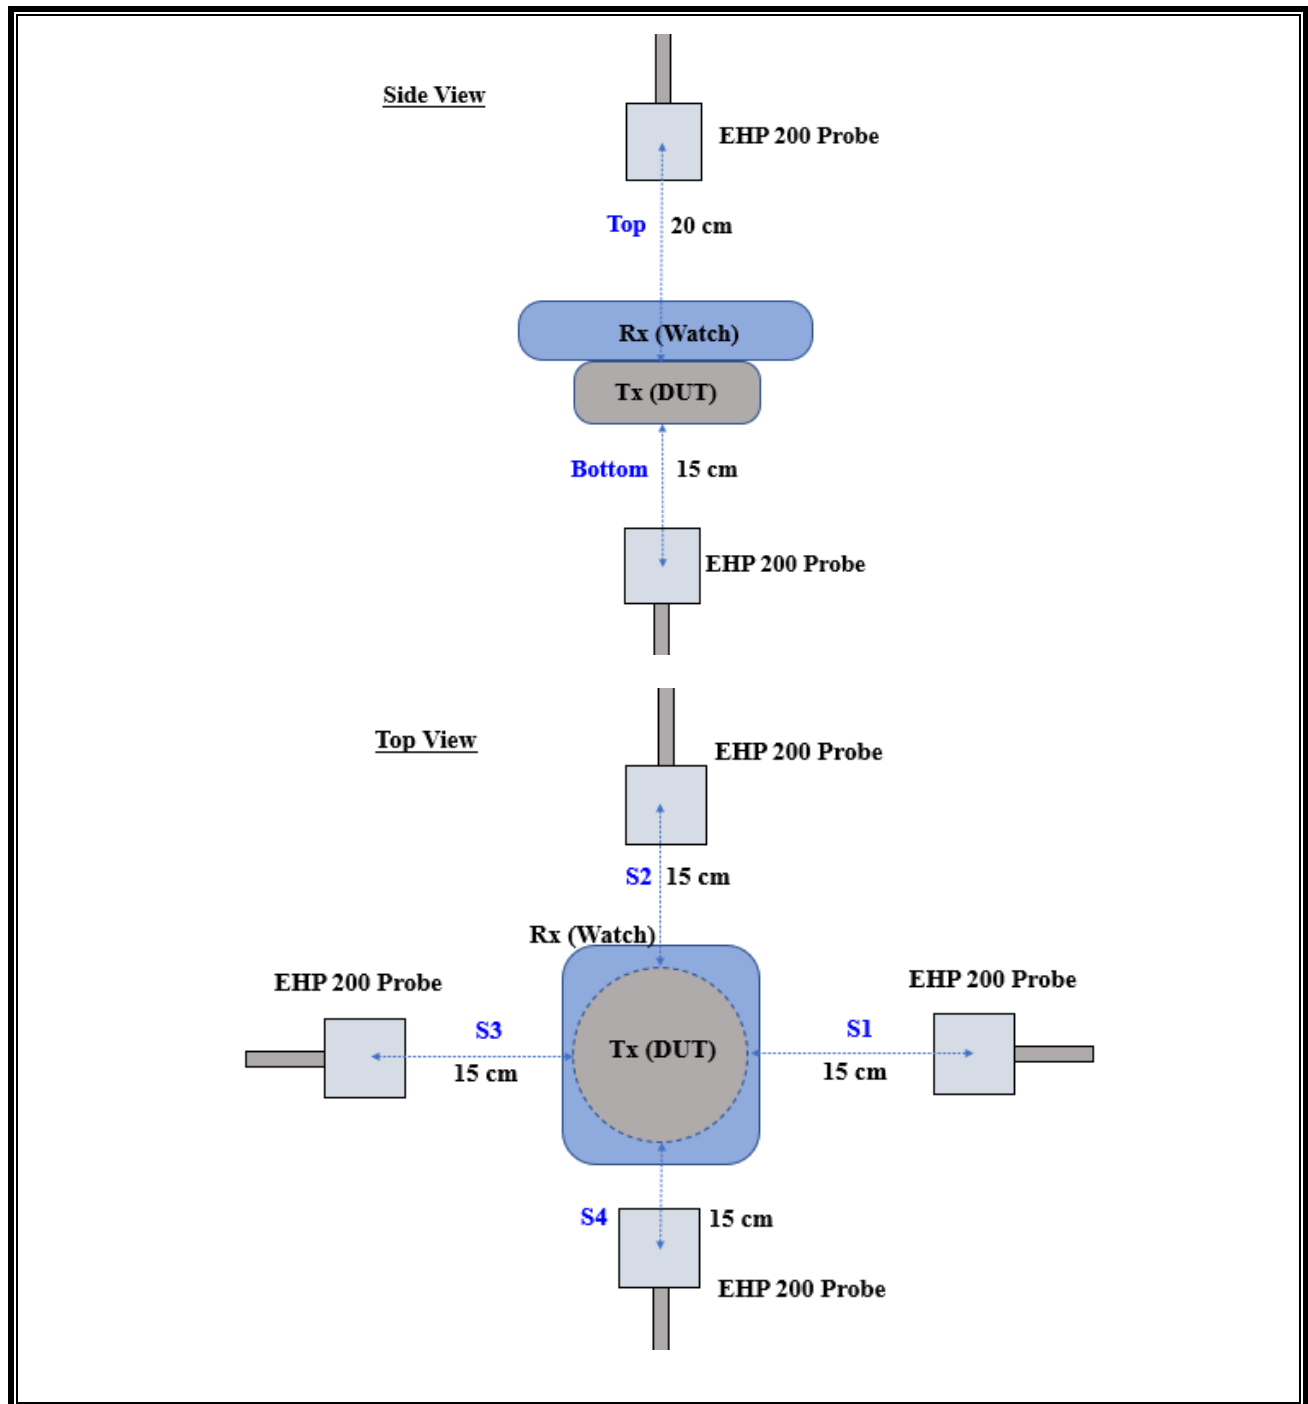 Side View
EHP 200 Probe
Top
20 cm
Rx (Watch)
Tx (DUT)
Bottom
15 cm
EHP 200 Probe
Top View
EHP 200 Probe
S2
15 cm
Rx (Watch)
EHP 200 Probe
EHP 200 Probe
S3
S1
Tx (DUT)
15 cm
15 cm
S4
15 cm
EHP 200 Probe